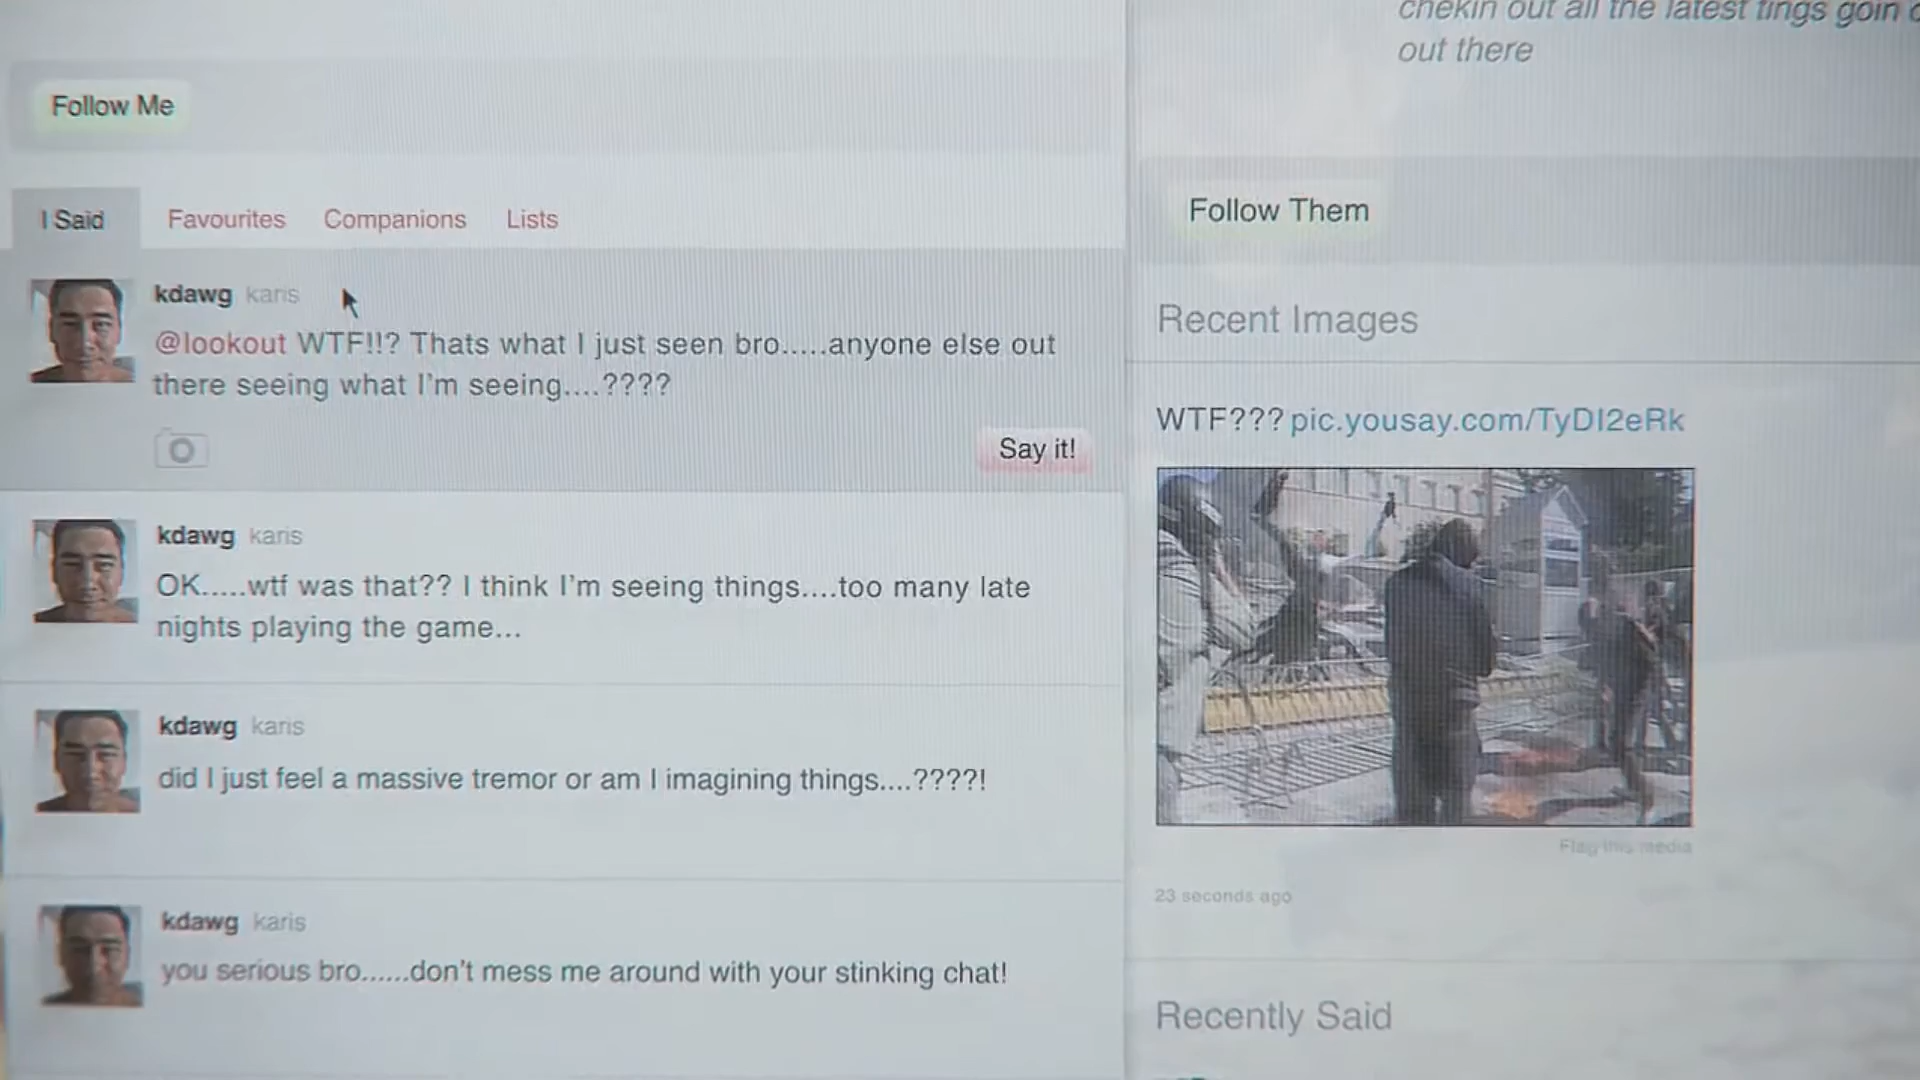 chekin out all the latest tings goin
out there
Follow Me
Follow Them
I Said
Favourites
Companions
Lists
kdawg karis
@lookout WTF!!? Thats what I just seen bro.....anyone else out
there seeing what I'm seeing....????
Say it!
kdawg karis
OK.....wtf was that?? I think I'm seeing things....too many late
nights playing the game...
kdawg karis
did I just feel a massive tremor or am I imagining things....????!
kdawg karis
you serious bro......don't mess me around with your stinking chat!
Recent Images
WTF??? pic.yousay.com/TyDI2eRk
Flag this media
23 seconds ago
Recently Said